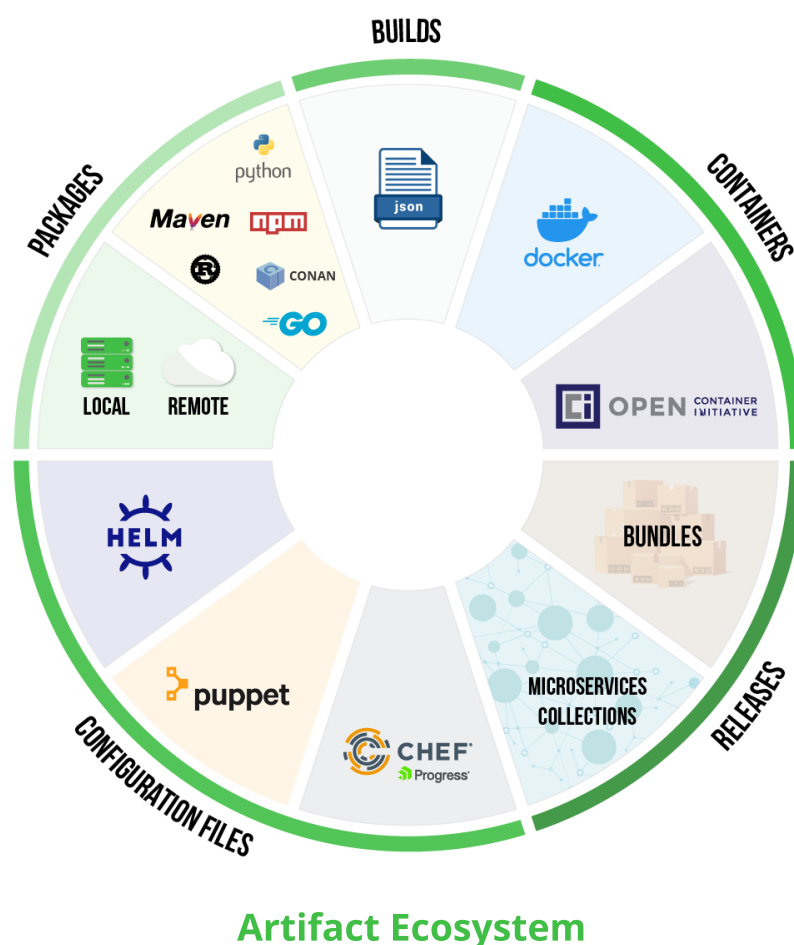 BUILDS
PACKAGES
CONTAINERS
python
Maven
npm
R
CONAN
GO
json
docker
LOCAL
REMOTE
Ci OPEN CONTAINER
INITIATIVE
HELM
BUNDLES
puppet
CHEF
Progress
MICROSERVICES
COLLECTIONS
CONFIGURATION FILES
RELEASES
Artifact Ecosystem